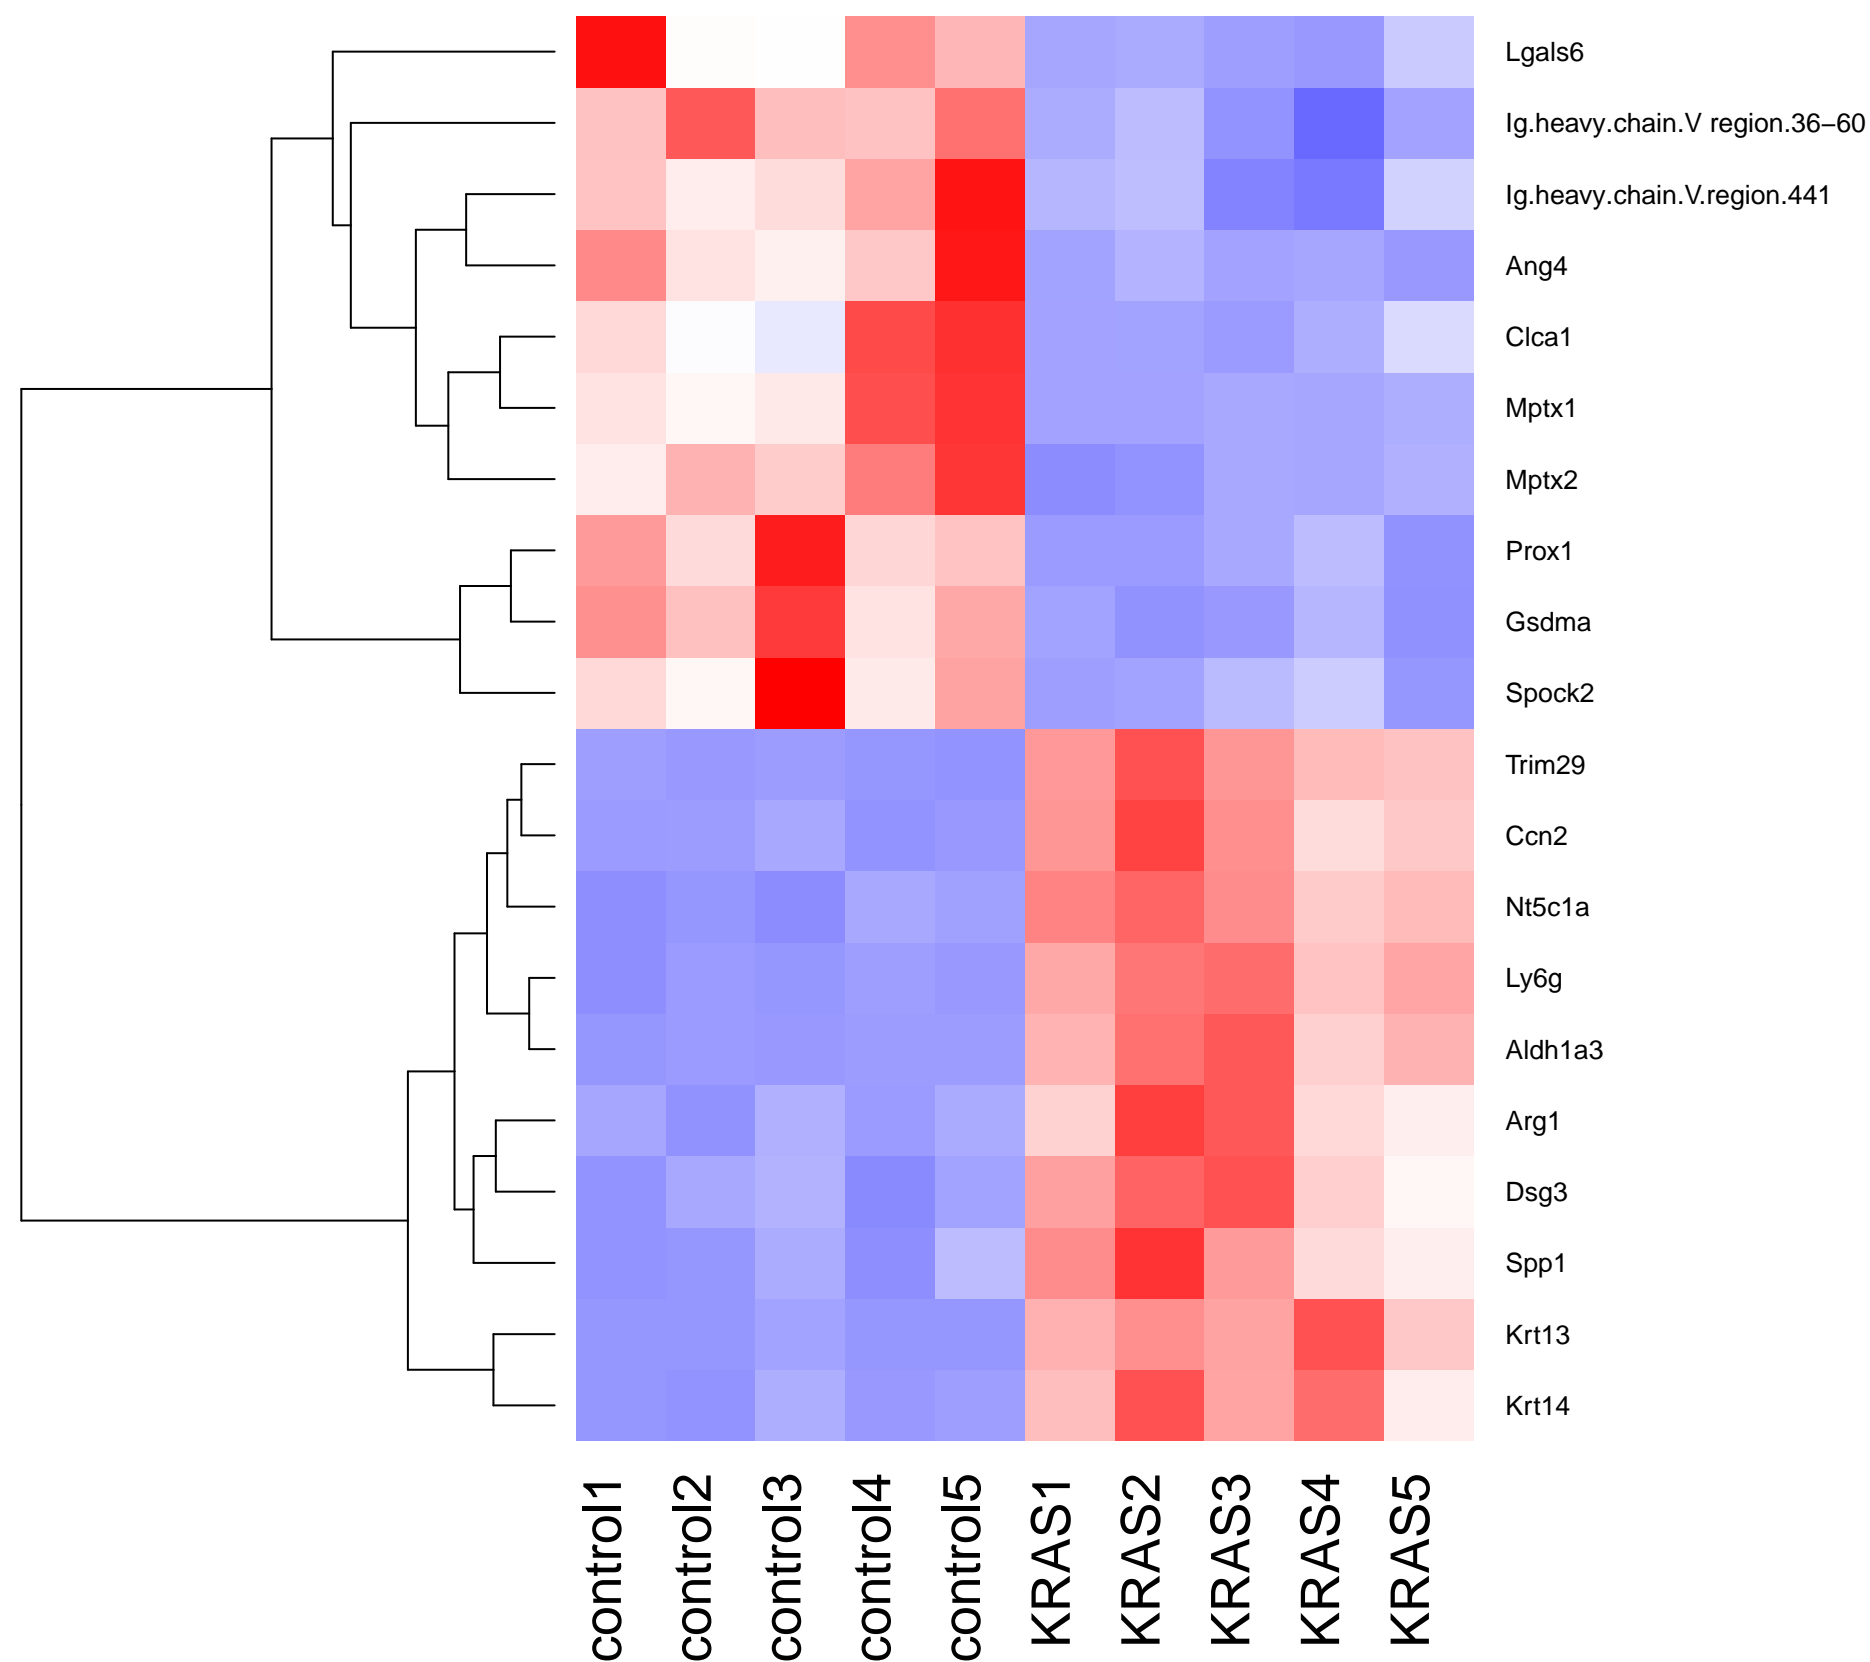 Lgals6
Ig.heavy.chain.V region.36−60
Ig.heavy.chain.V.region.441
Ang4
Clca1
Mptx1
Mptx2
Prox1
Gsdma
Spock2
Trim29
Ccn2
Nt5c1a
Ly6g
Aldh1a3
Arg1
Dsg3
Spp1
Krt13
Krt14
control1
control2
control3
control4
control5
KRAS1
KRAS2
KRAS3
KRAS4
KRAS5